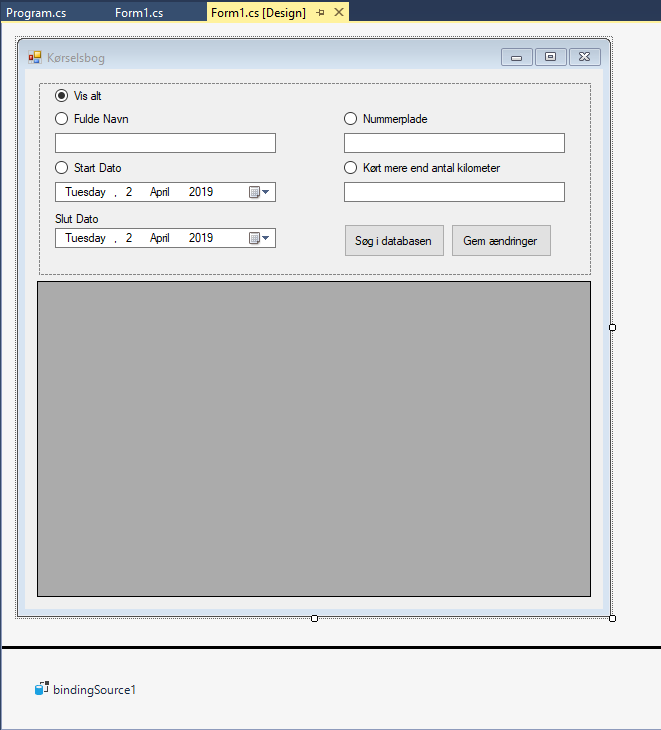 Program.cs Form1.cs Form1.cs [Design]
Kørselsbog
Vis alt
Fulde Navn Nummerplade
Start Dato Kørt mere end antal kilometer
Tuesday , 2 April 2019
Slut Dato
Tuesday , 2 April 2019 Søg i databasen Gem ændringer
bindingSource1